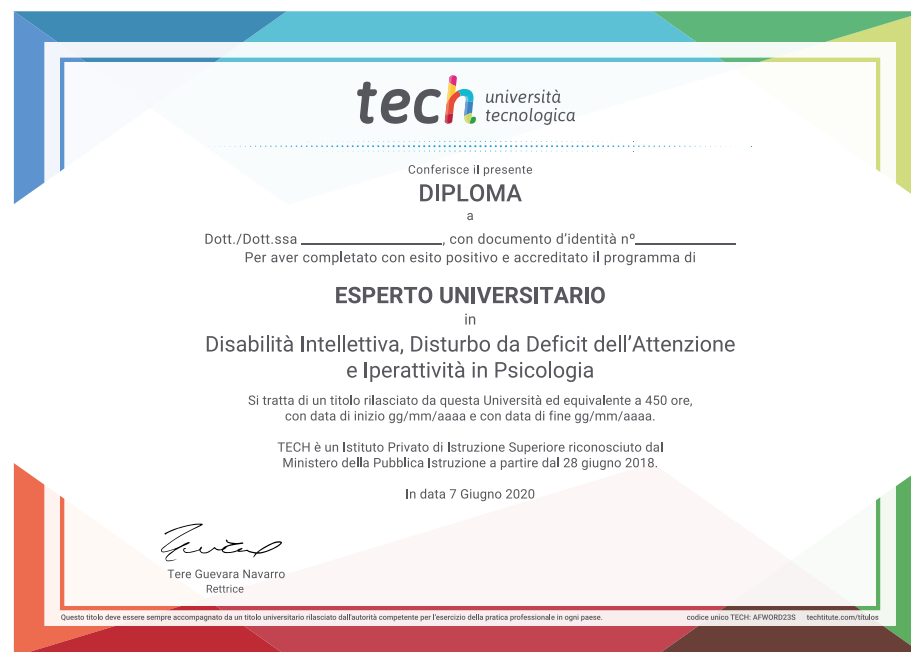 tech università
tecnologica
Conferisce il presente
DIPLOMA
a
Dott./Dott.ssa ____________, con documento d'identità nº____________
Per aver completato con esito positivo e accreditato il programma di
ESPERTO UNIVERSITARIO
in
Disabilità Intellettiva, Disturbo da Deficit dell'Attenzione
e Iperattività in Psicologia
Si tratta di un titolo rilasciato da questa Università ed equivalente a 450 ore,
con data di inizio gg/mm/aaaa e con data di fine gg/mm/aaaa.
TECH è un Istituto Privato di Istruzione Superiore riconosciuto dal
Ministero della Pubblica Istruzione a partire dal 28 giugno 2018.
In data 7 Giugno 2020
Tere Guevara Navarro
Rettrice
Questo titolo deve essere sempre accompagnato da un titolo universitario rilasciato dall'autorità competente per l'esercizio della pratica professionale in ogni paese. codice unico TECH: AFWORD23S techtitute.com/titulos